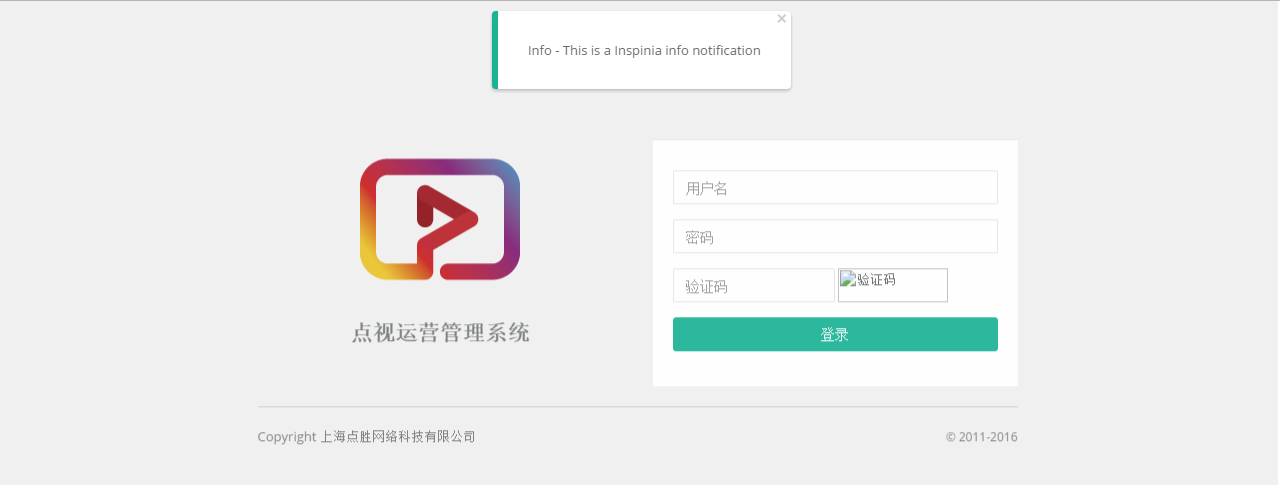 ×
Info - This is a Inspinia info notification
用户名
密码
验证码 验证码
登录
点视运营管理系统
Copyright 上海点胜网络科技有限公司 © 2011-2016